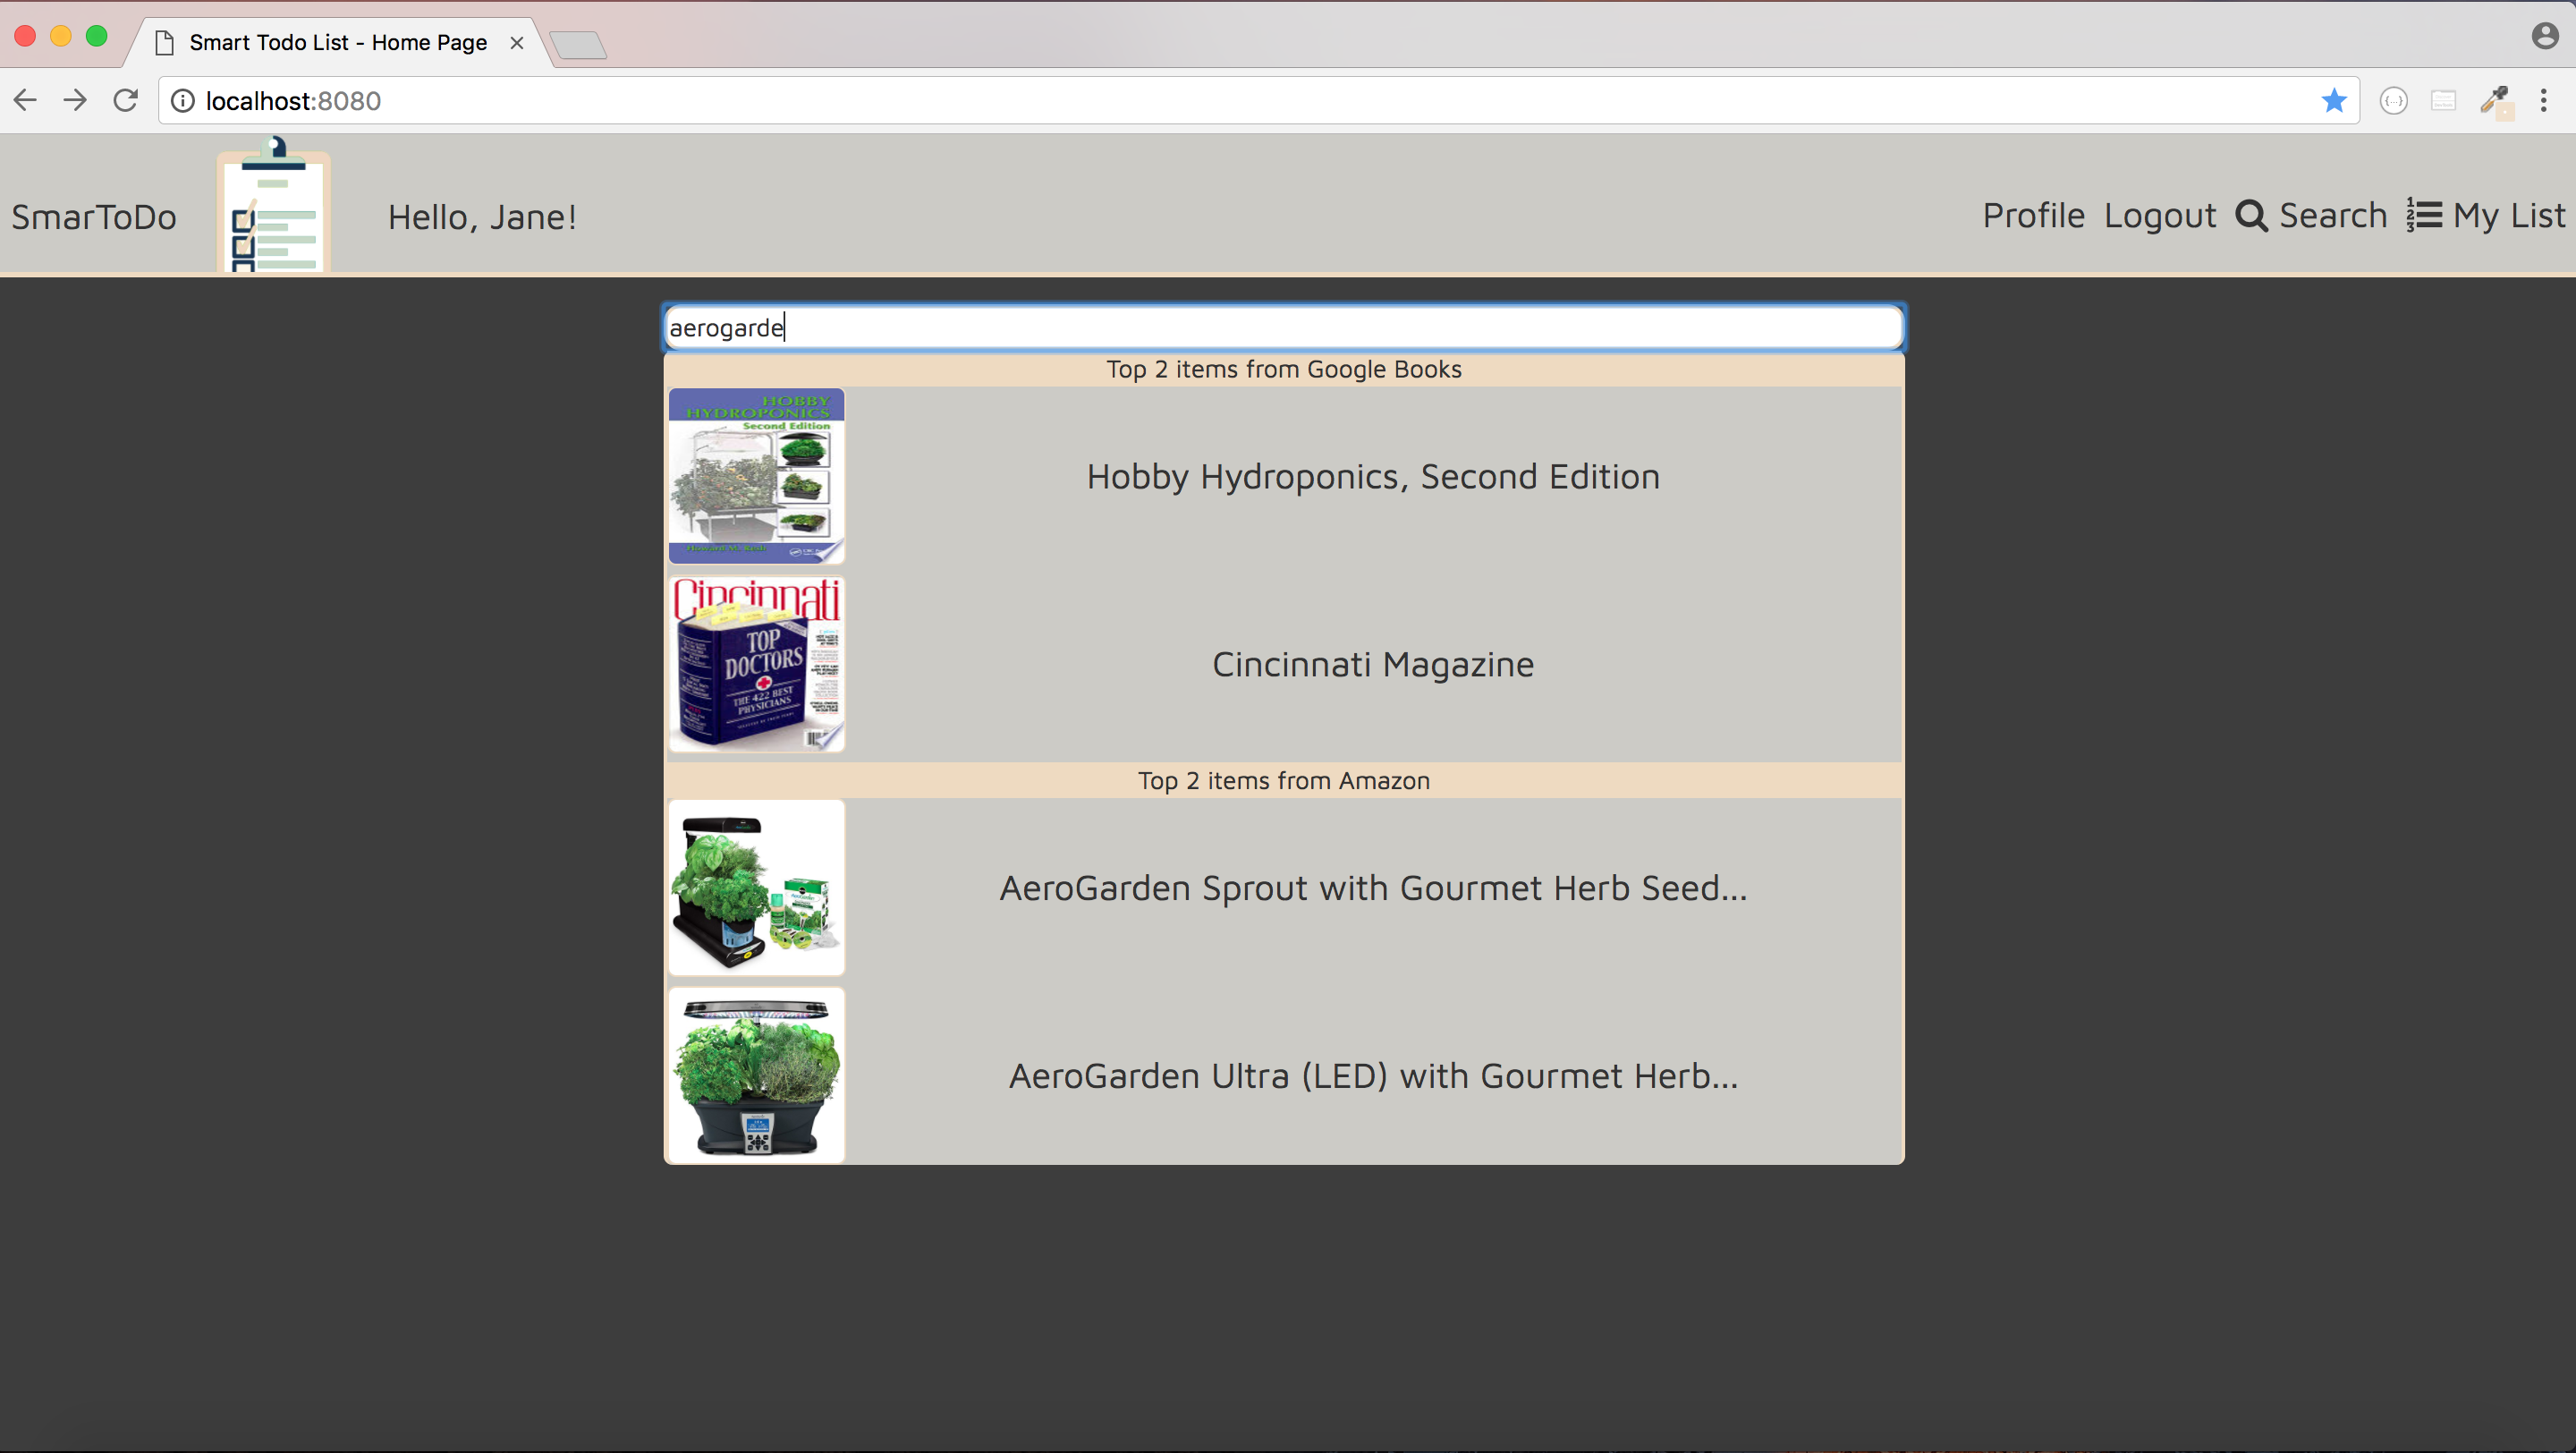 Smart Todo List - Home Page
localhost:8080
SmarToDo
Hello, Jane!
Profile Logout Search My List
aerogarde
Top 2 items from Google Books
HOBBY
HYDROPONICS
Second Edition
Hobby Hydroponics, Second Edition
Cincinnati
TOP
DOCTORS
THE 422 BEST
PHYSICIANS
Cincinnati Magazine
Top 2 items from Amazon
AeroGarden Sprout with Gourmet Herb Seed...
AeroGarden Ultra (LED) with Gourmet Herb...